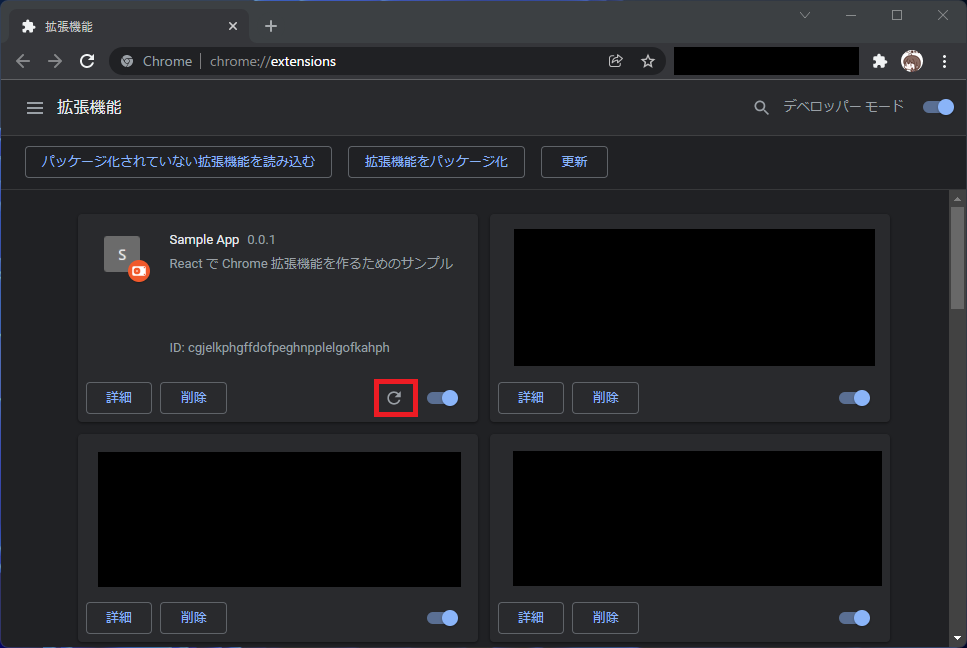 拡張機能
Chrome chrome://extensions
拡張機能
デベロッパー モード
パッケージ化されていない拡張機能を読み込む
拡張機能をパッケージ化
更新
S
Sample App 0.0.1
React で Chrome 拡張機能を作るためのサンプル
ID: cgjelkphgffdofpeghnpplelgofkahph
詳細
削除
詳細
削除
詳細
削除
詳細
削除